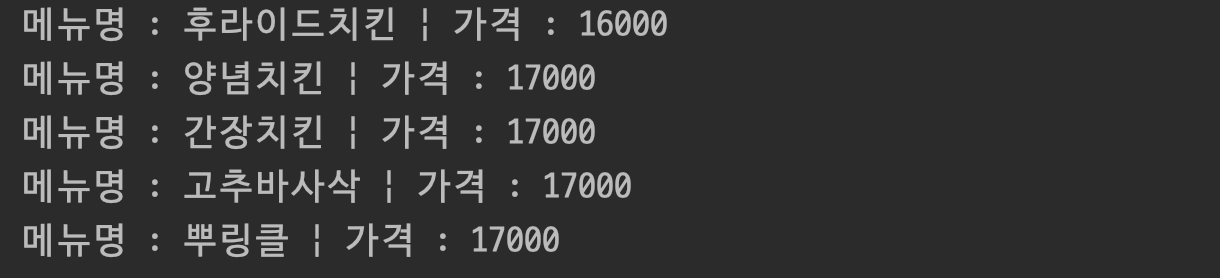 메뉴명 : 후라이드치킨 | 가격 : 16000
메뉴명 : 양념치킨 | 가격 : 17000
메뉴명 : 간장치킨 | 가격 : 17000
메뉴명 : 고추바사삭 | 가격 : 17000
메뉴명 : 뿌링클 | 가격 : 17000